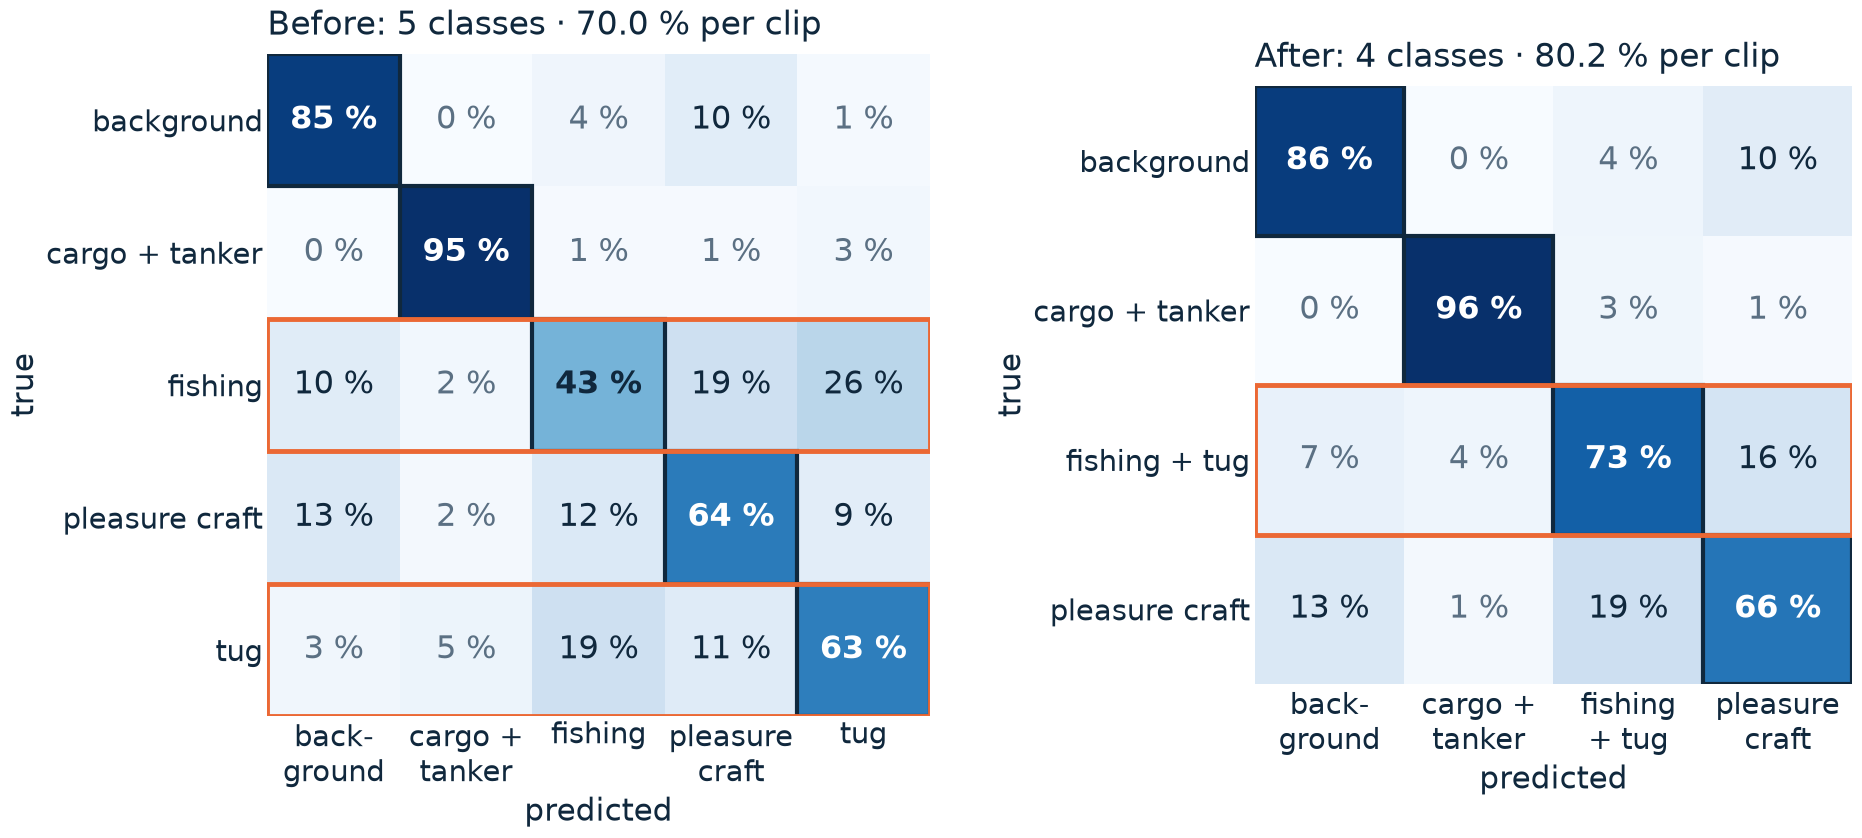 Before: 5 classes · 70.0 % per clip
background 85 % 0 % 4 % 10 % 1 %
cargo + tanker 0 % 95 % 1 % 1 % 3 %
fishing 10 % 2 % 43 % 19 % 26 %
pleasure craft 13 % 2 % 12 % 64 % 9 %
tug 3 % 5 % 19 % 11 % 63 %
true
back- cargo + fishing pleasure tug
ground tanker craft
predicted
After: 4 classes · 80.2 % per clip
background 86 % 0 % 4 % 10 %
cargo + tanker 0 % 96 % 3 % 1 %
fishing + tug 7 % 4 % 73 % 16 %
pleasure craft 13 % 1 % 19 % 66 %
true
back- cargo + fishing pleasure
ground tanker + tug craft
predicted